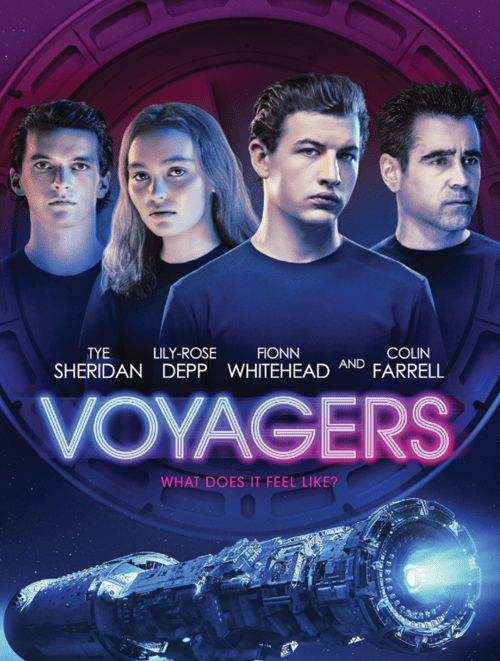 TYE LILY-ROSE FIONN COLIN
SHERIDAN DEPP WHITEHEAD AND FARRELL
VOYAGERS
WHAT DOES IT FEEL LIKE?